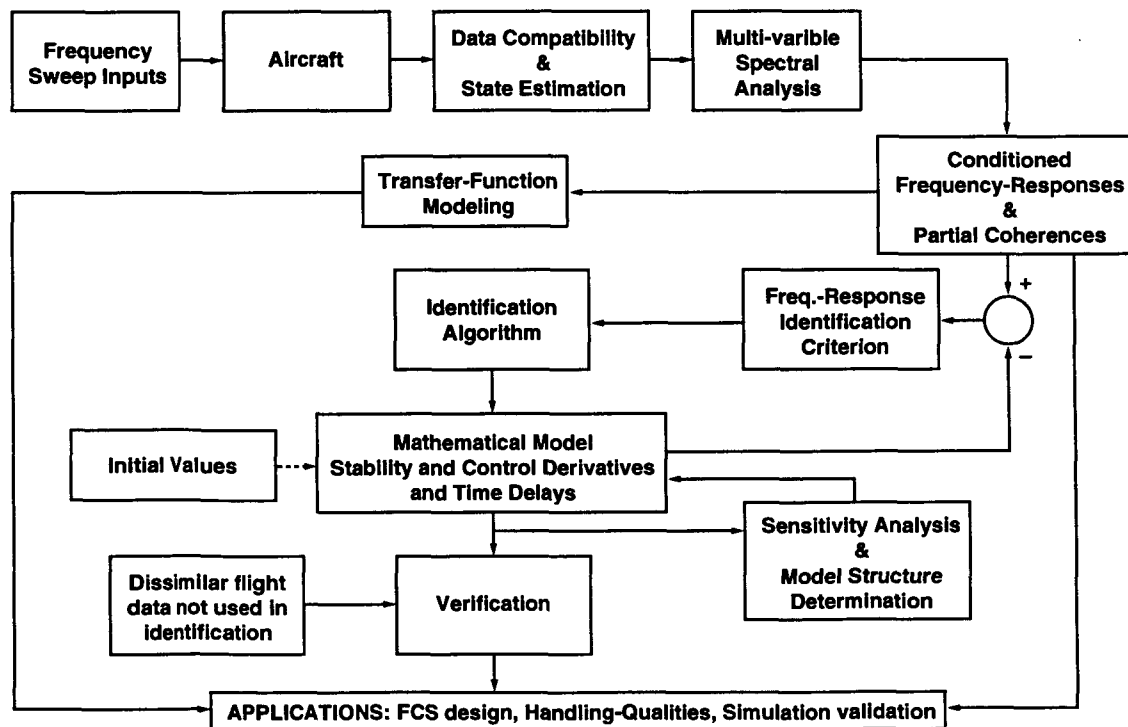 Frequency
Sweep Inputs
Aircraft
Data Compatibility
&
State Estimation
Multi-varible
Spectral
Analysis
Conditioned
Frequency-Responses
&
Partial Coherences
Transfer-Function
Modeling
+
−
Freq.-Response
Identification
Criterion
Identification
Algorithm
Mathematical Model
Stability and Control Derivatives
and Time Delays
Initial Values
Sensitivity Analysis
&
Model Structure
Determination
Dissimilar flight
data not used in
identification
Verification
APPLICATIONS: FCS design, Handling-Qualities, Simulation validation